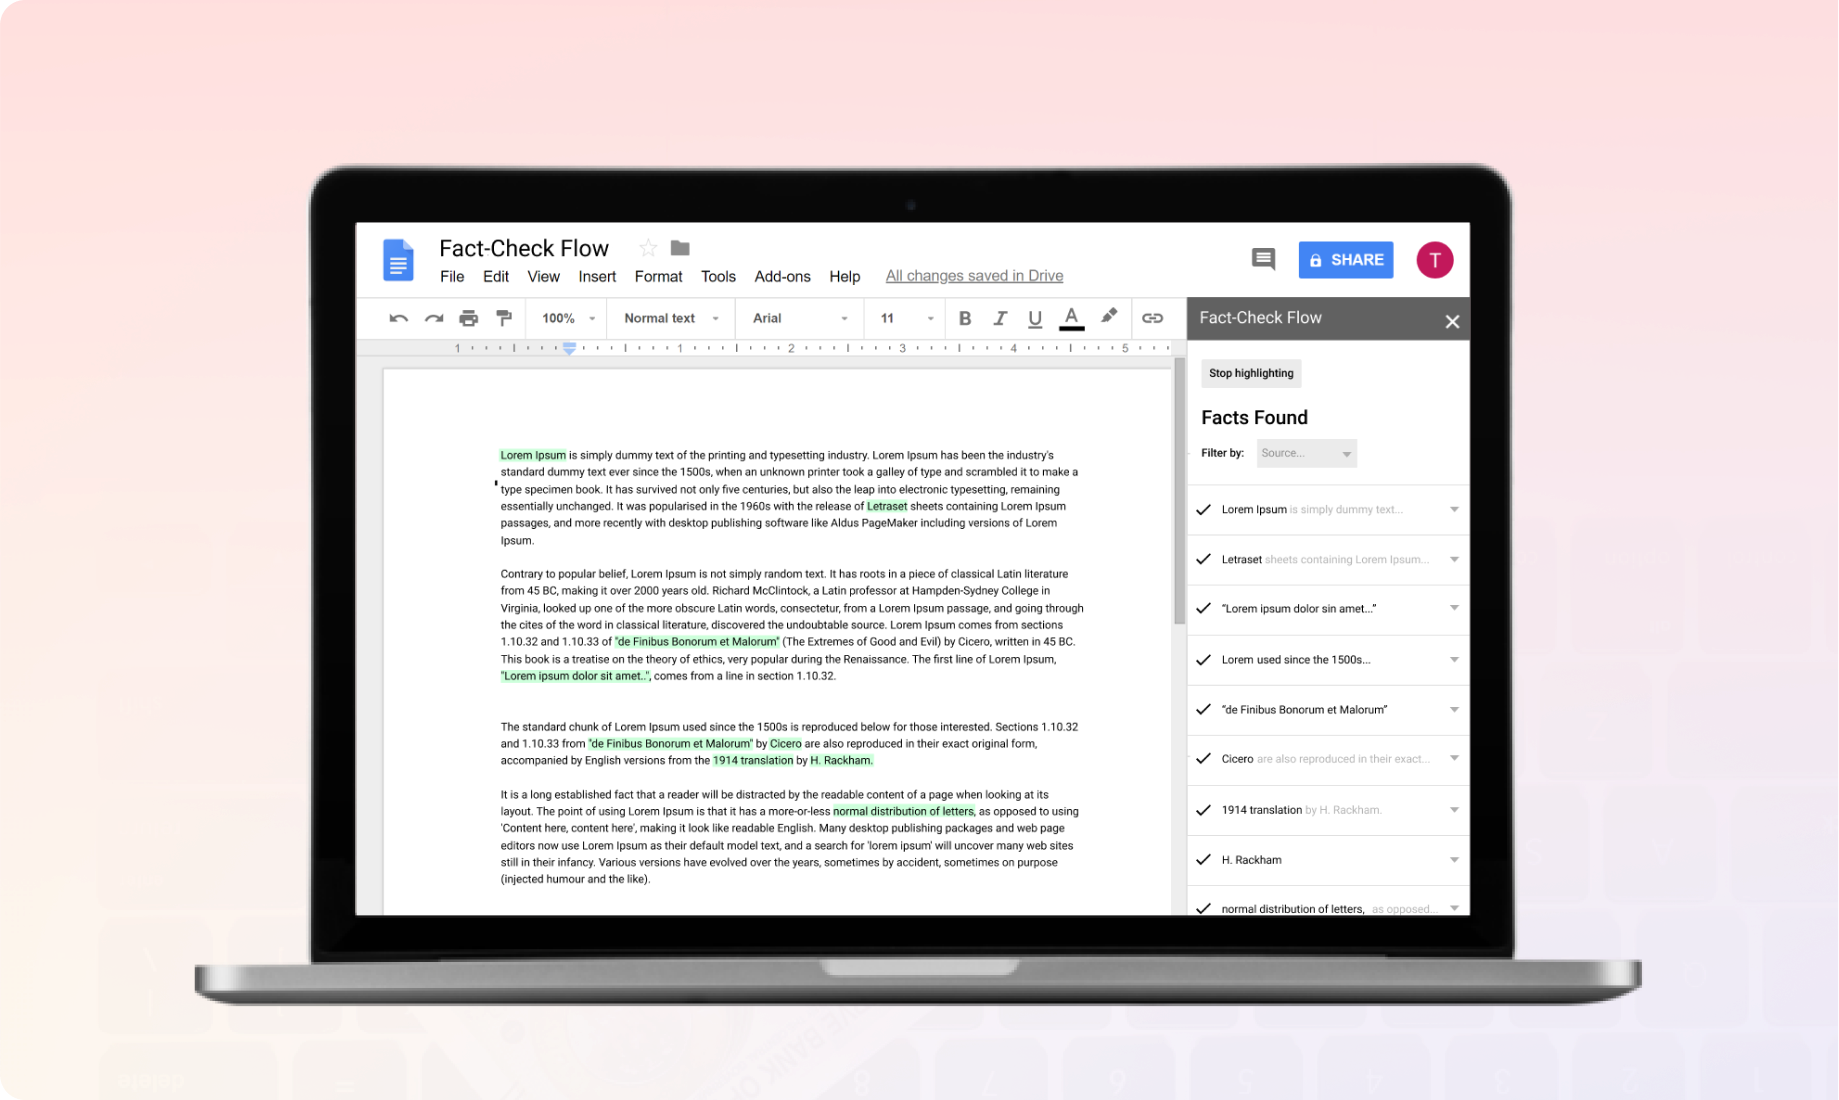 Fact-Check Flow
File Edit View Insert Format Tools Add-ons Help All changes saved in Drive
SHARE
T
100% Normal text Arial 11 B I U A
Fact-Check Flow
1 1 2 3 4 5
Stop highlighting
Facts Found
Filter by: Source...
Lorem Ipsum is simply dummy text of the printing and typesetting industry. Lorem Ipsum has been the industry's
standard dummy text ever since the 1500s, when an unknown printer took a galley of type and scrambled it to make a
type specimen book. It has survived not only five centuries, but also the leap into electronic typesetting, remaining
essentially unchanged. It was popularised in the 1960s with the release of Letraset sheets containing Lorem Ipsum
passages, and more recently with desktop publishing software like Aldus PageMaker including versions of Lorem
Ipsum.
Contrary to popular belief, Lorem Ipsum is not simply random text. It has roots in a piece of classical Latin literature
from 45 BC, making it over 2000 years old. Richard McClintock, a Latin professor at Hampden-Sydney College in
Virginia, looked up one of the more obscure Latin words, consectetur, from a Lorem Ipsum passage, and going through
the cites of the word in classical literature, discovered the undoubtable source. Lorem Ipsum comes from sections
1.10.32 and 1.10.33 of "de Finibus Bonorum et Malorum" (The Extremes of Good and Evil) by Cicero, written in 45 BC.
This book is a treatise on the theory of ethics, very popular during the Renaissance. The first line of Lorem Ipsum,
"Lorem ipsum dolor sit amet..", comes from a line in section 1.10.32.
The standard chunk of Lorem Ipsum used since the 1500s is reproduced below for those interested. Sections 1.10.32
and 1.10.33 from "de Finibus Bonorum et Malorum" by Cicero are also reproduced in their exact original form,
accompanied by English versions from the 1914 translation by H. Rackham.
It is a long established fact that a reader will be distracted by the readable content of a page when looking at its
layout. The point of using Lorem Ipsum is that it has a more-or-less normal distribution of letters, as opposed to using
'Content here, content here', making it look like readable English. Many desktop publishing packages and web page
editors now use Lorem Ipsum as their default model text, and a search for 'lorem ipsum' will uncover many web sites
still in their infancy. Various versions have evolved over the years, sometimes by accident, sometimes on purpose
(injected humour and the like).
Lorem Ipsum is simply dummy text...
Letraset sheets containing Lorem Ipsum...
“Lorem ipsum dolor sin amet...”
Lorem used since the 1500s...
“de Finibus Bonorum et Malorum”
Cicero are also reproduced in their exact...
1914 translation by H. Rackham.
H. Rackham
normal distribution of letters, as opposed...